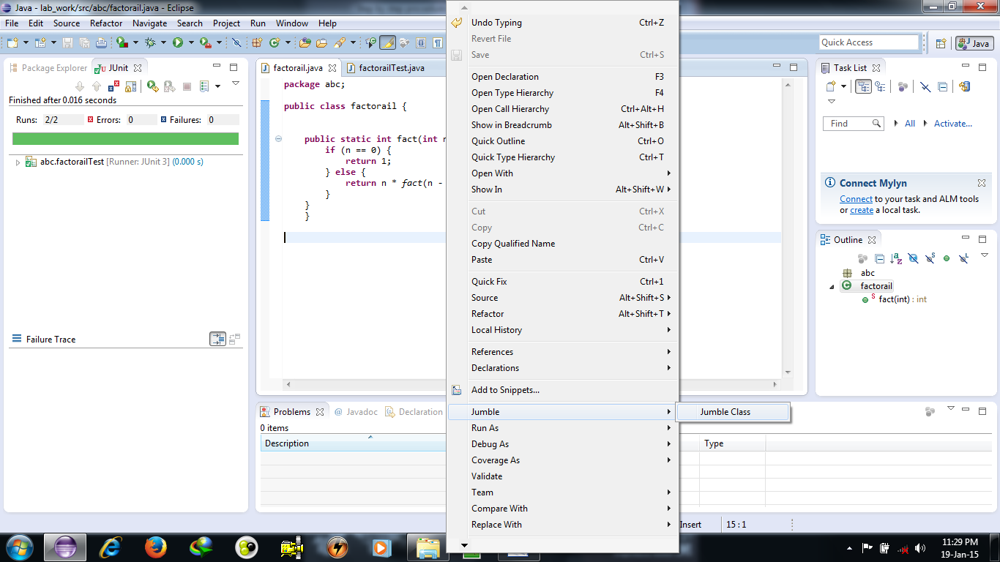 Java - lab_work/src/abc/factorail.java - Eclipse
File Edit Source Refactor Navigate Search Project Run Window Help
Quick Access
Java
Package Explorer
JUnit
Finished after 0.016 seconds
Runs: 2/2
Errors: 0
Failures: 0
abc.factorailTest [Runner: JUnit 3] (0.000 s)
Failure Trace
factorail.java
factorailTest.java
package abc;
public class factorail {
public static int fact(int n
if (n == 0) {
return 1;
} else {
return n * fact(n -
}
}
}
Undo Typing Ctrl+Z
Revert File
Save Ctrl+S
Open Declaration F3
Open Type Hierarchy F4
Open Call Hierarchy Ctrl+Alt+H
Show in Breadcrumb Alt+Shift+B
Quick Outline Ctrl+O
Quick Type Hierarchy Ctrl+T
Open With
Show In Alt+Shift+W
Cut Ctrl+X
Copy Ctrl+C
Copy Qualified Name
Paste Ctrl+V
Quick Fix Ctrl+1
Source Alt+Shift+S
Refactor Alt+Shift+T
Local History
References
Declarations
Add to Snippets...
Jumble
Jumble Class
Run As
Debug As
Coverage As
Validate
Team
Compare With
Replace With
Task List
Find
All
Activate...
Connect Mylyn
Connect to your task and ALM tools
or create a local task.
Outline
abc
factorail
S
fact(int) : int
Problems
@ Javadoc
Declaration
0 items
Description
Type
Insert
15 : 1
11:29 PM
19-Jan-15